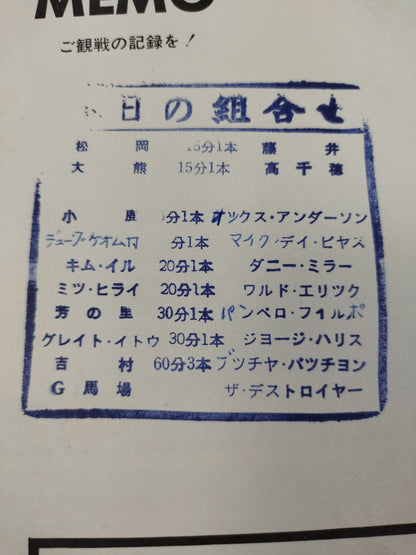 MEMO
ご観戦の記録を!
日の組合せ
松岡 15分1本 藤井
大熊 15分1本 高千穂
小鹿 分1本 オックス・アンダーソン
デューク・ケオムカ 分1本 マイク・デイ・ビヤス
キム・イル 20分1本 ダニー・ミラー
ミツ・ヒライ 20分1本 ワルド・エリツク
芳の里 30分1本 パンペロ・フイルポ
グレイト・イトウ 30分1本 ジョージ・ハリス
吉村 60分3本 ブツチヤ・バツチヨン
G馬場 ザ・デストロイヤー